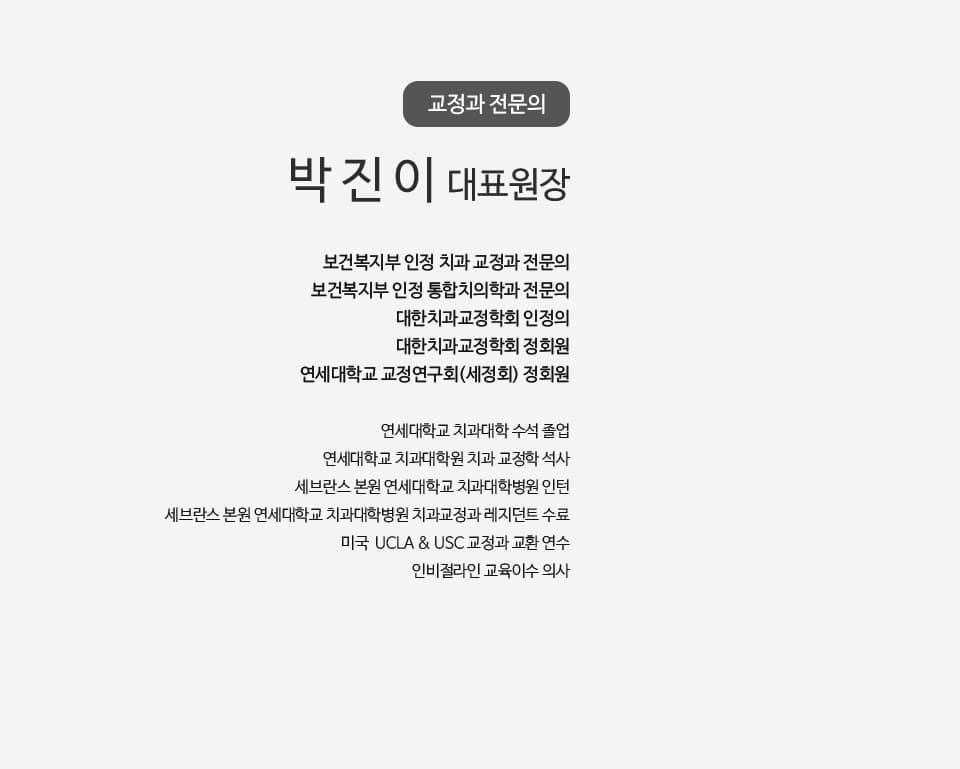 교정과 전문의
박진이 대표원장
보건복지부 인정 치과 교정과 전문의
보건복지부 인정 통합치의학과 전문의
대한치과교정학회 인정의
대한치과교정학회 정회원
연세대학교 교정연구회(세정회) 정회원
연세대학교 치과대학 수석 졸업
연세대학교 치과대학원 치과 교정학 석사
세브란스 본원 연세대학교 치과대학병원 인턴
세브란스 본원 연세대학교 치과대학병원 치과교정과 레지던트 수료
미국 UCLA & USC 교정과 교환 연수
인비절라인 교육이수 의사